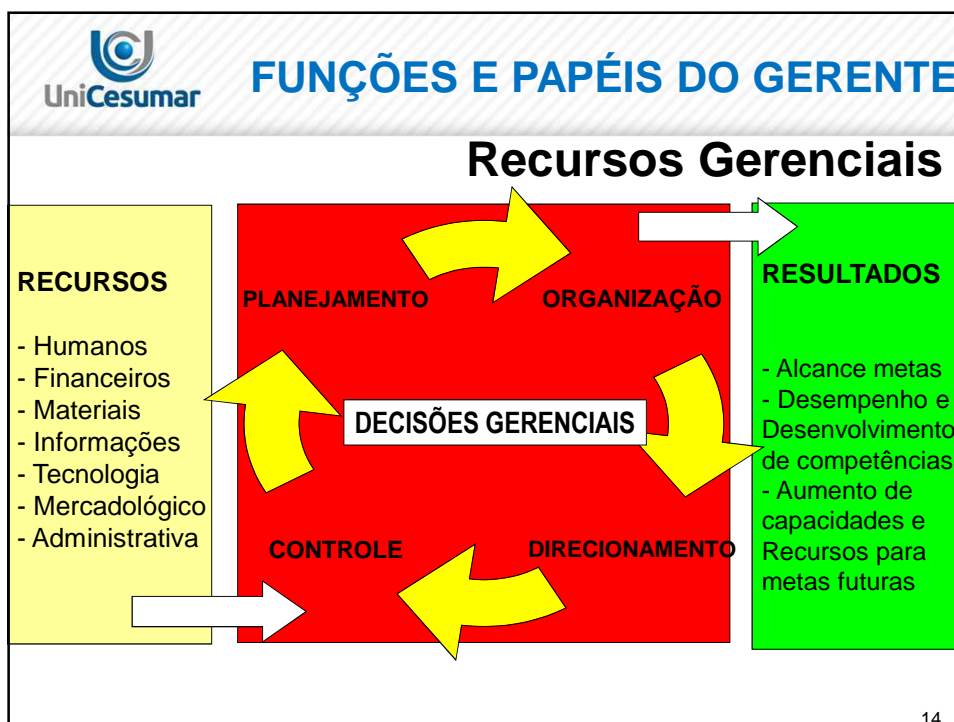 UniCesumar
FUNÇÕES E PAPÉIS DO GERENTE
Recursos Gerenciais
RECURSOS
- Humanos
- Financeiros
- Materiais
- Informações
- Tecnologia
- Mercadológico
- Administrativa
PLANEJAMENTO
ORGANIZAÇÃO
DECISÕES GERENCIAIS
CONTROLE
DIRECIONAMENTO
RESULTADOS
- Alcance metas
- Desempenho e
Desenvolvimento
de competências
- Aumento de
capacidades e
Recursos para
metas futuras
14